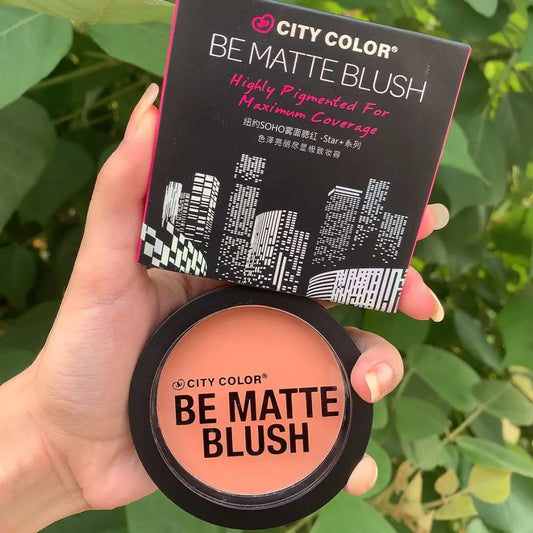 CITY COLOR®
BE MATTE BLUSH
Highly Pigmented For
Maximum Coverage
纽约SOHO雾面腮红 -Star+系列
色泽亮丽尽显极致妆容
CITY COLOR®
BE MATTE
BLUSH